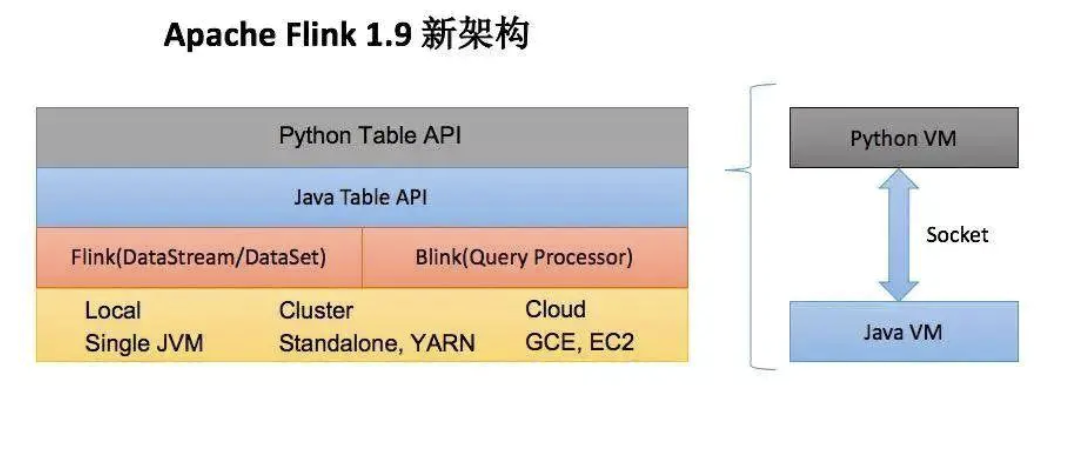 Apache Flink 1.9 新架构
Python Table API
Java Table API
Flink(DataStream/DataSet)
Blink(Query Processor)
Local
Single JVM
Cluster
Standalone, YARN
Cloud
GCE, EC2
Python VM
Socket
Java VM